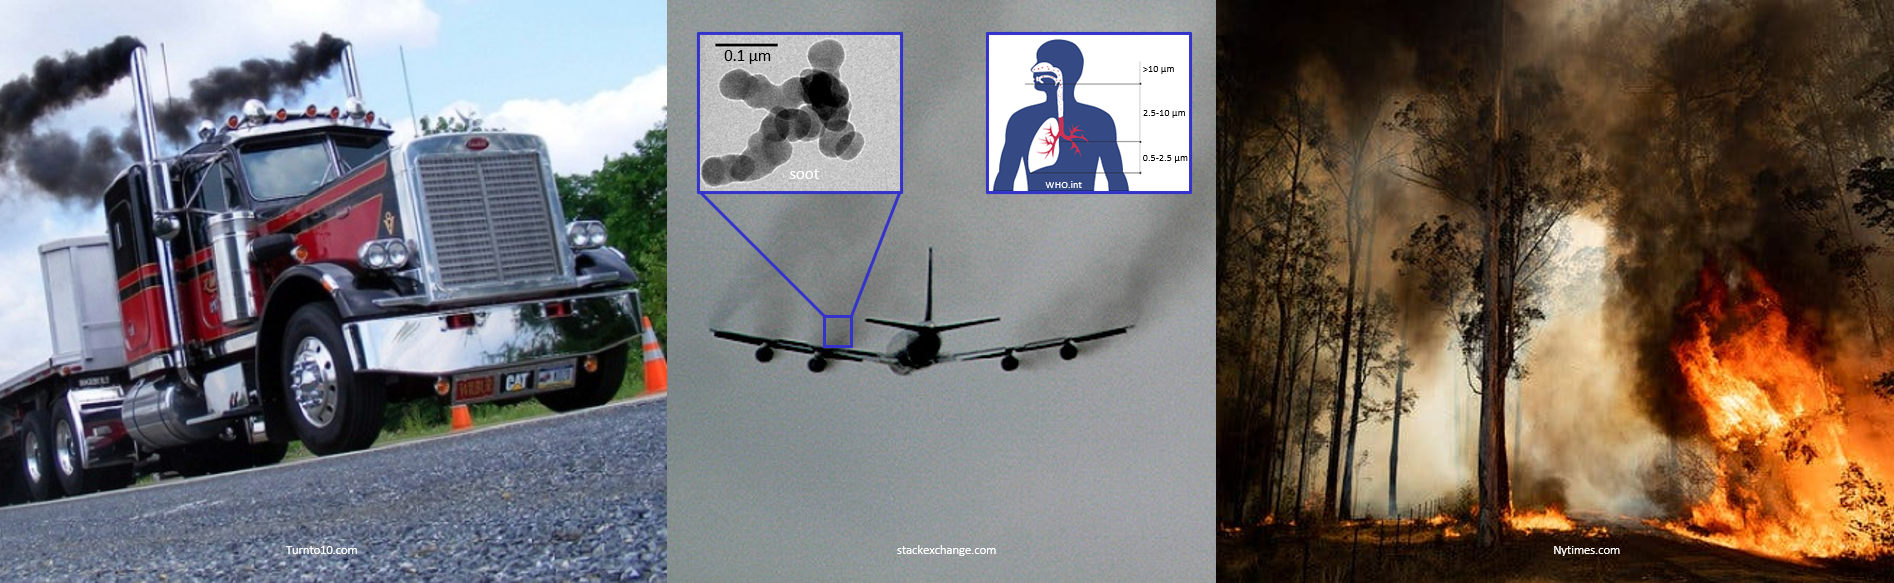 Turnto10.com
CAT
0.1 µm
soot
>10 µm
2.5-10 µm
0.5-2.5 µm
WHO.int
stackexchange.com
Nytimes.com